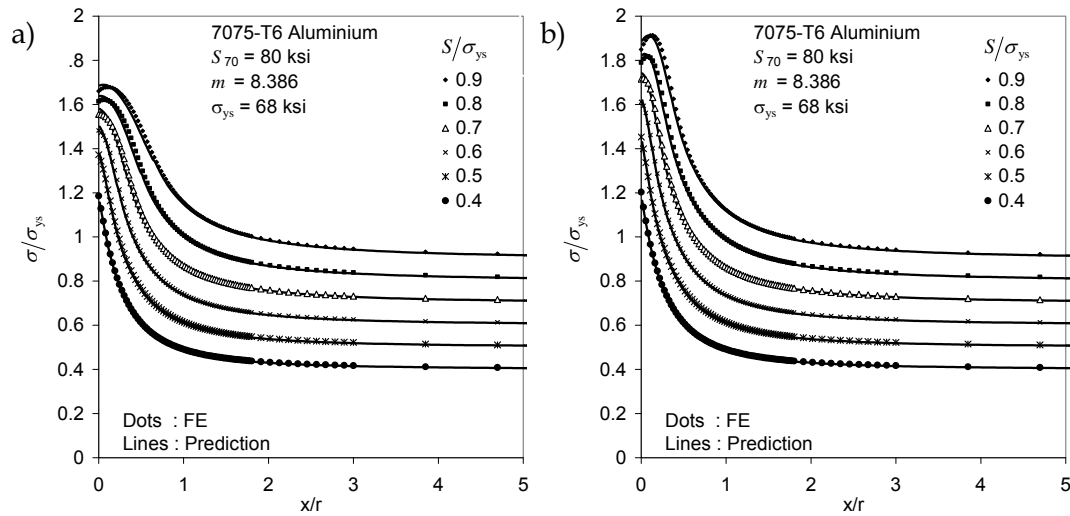 a)
2
1.8
1.6
1.4
1.2
1
0.8
0.6
0.4
0.2
0
σ/σys
7075-T6 Aluminium
S70 = 80 ksi
m = 8.386
σys = 68 ksi
S/σys
0.9
0.8
0.7
0.6
0.5
0.4
Dots : FE
Lines : Prediction
0 1 2 3 4 5
x/r
b)
2
1.8
1.6
1.4
1.2
1
0.8
0.6
0.4
0.2
0
σ/σys
7075-T6 Aluminium
S70 = 80 ksi
m = 8.386
σys = 68 ksi
S/σys
0.9
0.8
0.7
0.6
0.5
0.4
Dots : FE
Lines : Prediction
0 1 2 3 4 5
x/r